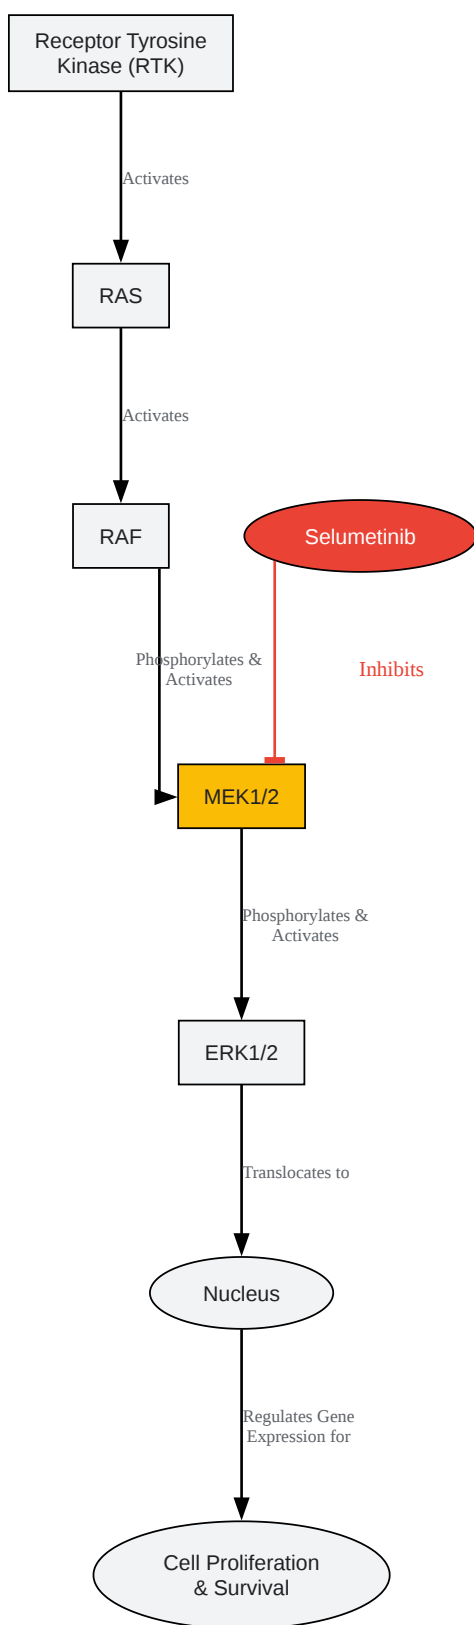 Receptor Tyrosine
Kinase (RTK)
Activates
RAS
Activates
RAF
Selumetinib
Phosphorylates &
Activates
Inhibits
MEK1/2
Phosphorylates &
Activates
ERK1/2
Translocates to
Nucleus
Regulates Gene
Expression for
Cell Proliferation
& Survival